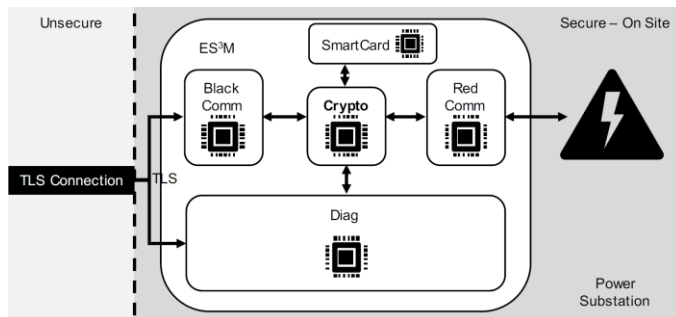 Unsecure
Secure – On Site
ES³M
SmartCard
Black
Comm
Crypto
Red
Comm
TLS Connection
TLS
Diag
Power
Substation